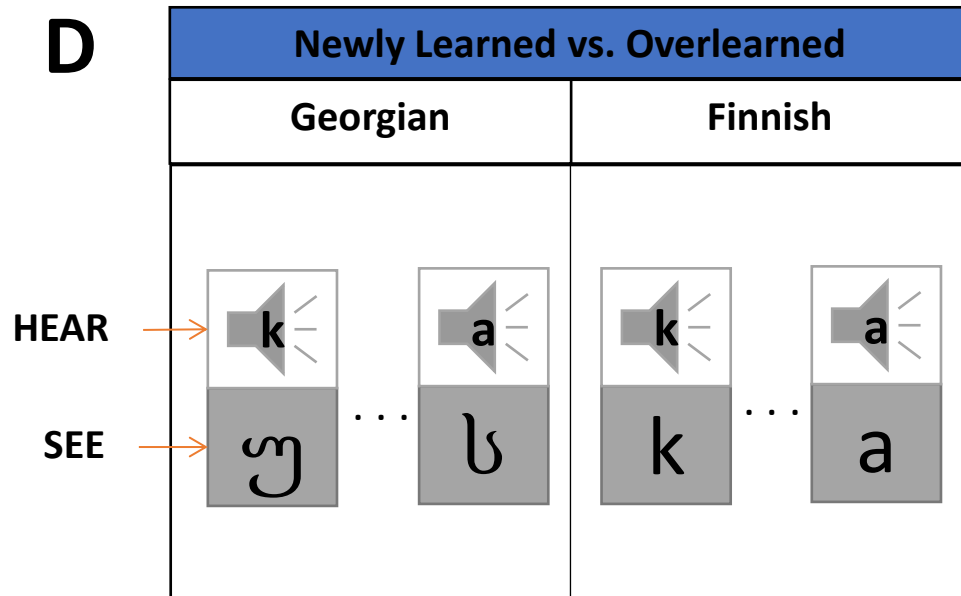 D
Newly Learned vs. Overlearned
Georgian Finnish
HEAR k a k a
SEE ჟ . . . ს k . . . a